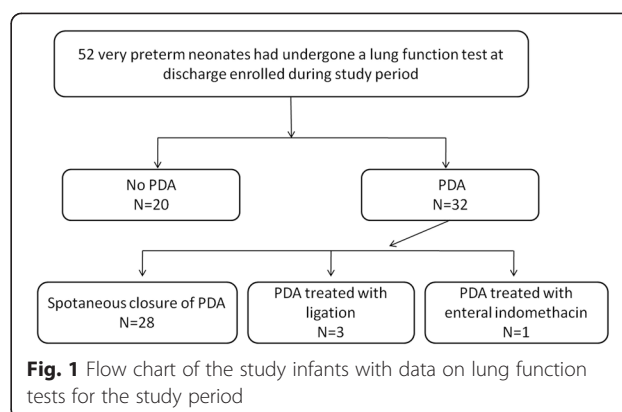 52 very preterm neonates had undergone a lung function test at
discharge enrolled during study period
No PDA
N=20
PDA
N=32
Spotaneous closure of PDA
N=28
PDA treated with
ligation
N=3
PDA treated with
enteral indomethacin
N=1
Fig. 1 Flow chart of the study infants with data on lung function
tests for the study period